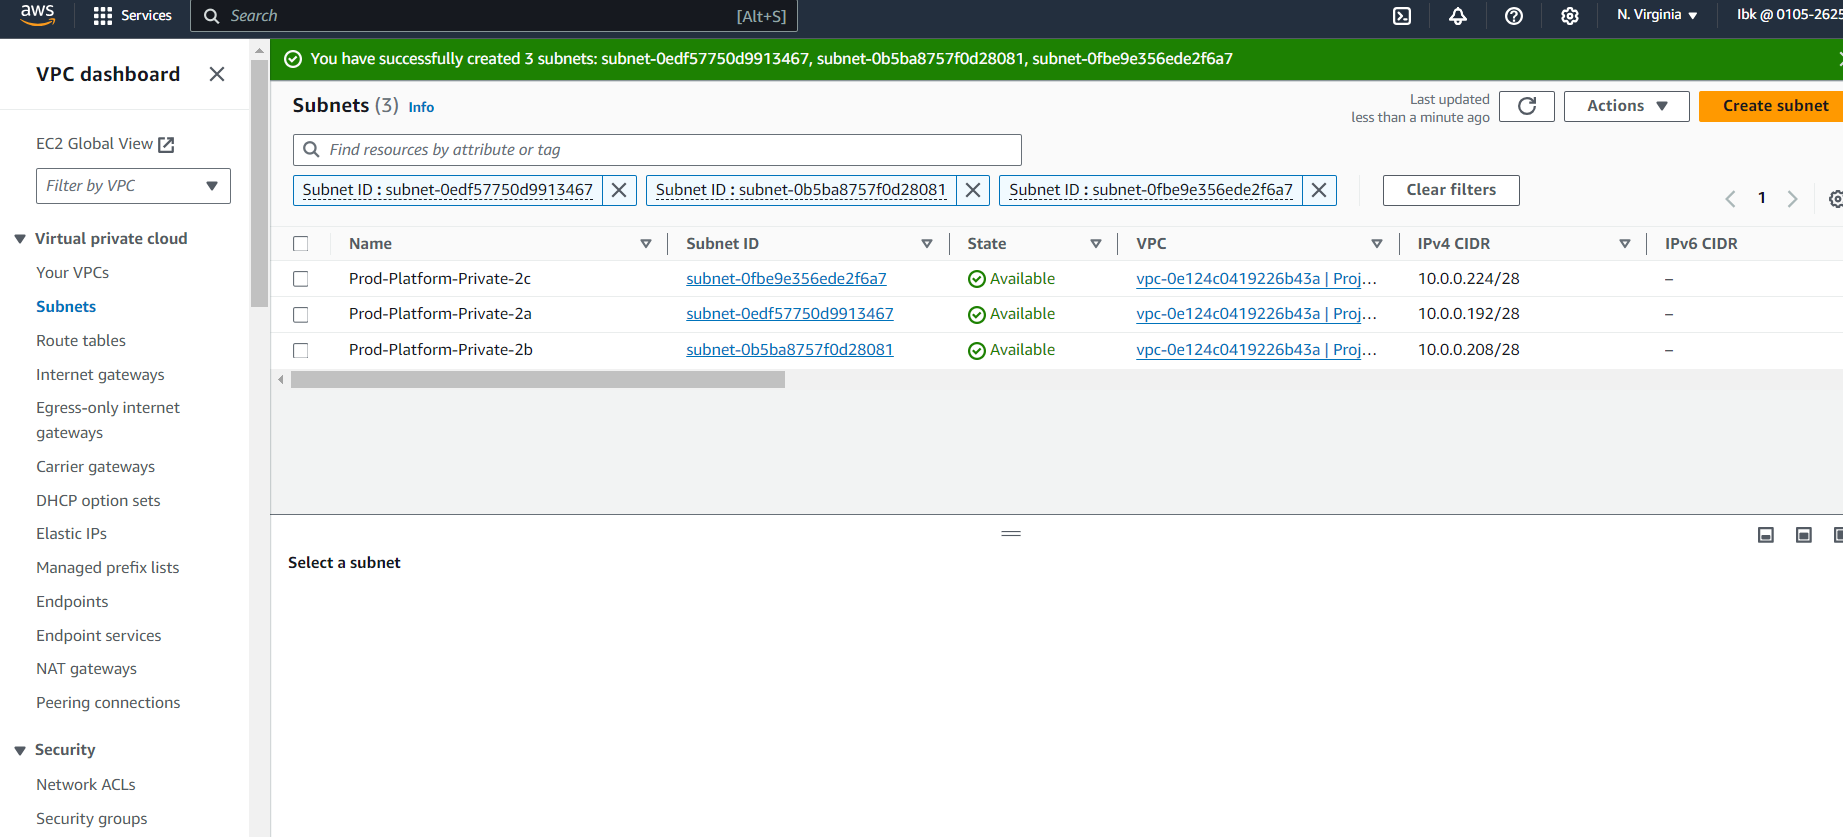 aws
Services
Search
[Alt+S]
N. Virginia
Ibk @ 0105-2625
VPC dashboard
EC2 Global View
Filter by VPC
Virtual private cloud
Your VPCs
Subnets
Route tables
Internet gateways
Egress-only internet
gateways
Carrier gateways
DHCP option sets
Elastic IPs
Managed prefix lists
Endpoints
Endpoint services
NAT gateways
Peering connections
Security
Network ACLs
Security groups
You have successfully created 3 subnets: subnet-0edf57750d9913467, subnet-0b5ba8757f0d28081, subnet-0fbe9e356ede2f6a7
Subnets (3) Info
Last updated
less than a minute ago
Actions
Create subnet
Find resources by attribute or tag
Subnet ID : subnet-0edf57750d9913467
Subnet ID : subnet-0b5ba8757f0d28081
Subnet ID : subnet-0fbe9e356ede2f6a7
Clear filters
1
Name Subnet ID State VPC IPv4 CIDR IPv6 CIDR
Prod-Platform-Private-2c subnet-0fbe9e356ede2f6a7 Available vpc-0e124c0419226b43a | Proj... 10.0.0.224/28 –
Prod-Platform-Private-2a subnet-0edf57750d9913467 Available vpc-0e124c0419226b43a | Proj... 10.0.0.192/28 –
Prod-Platform-Private-2b subnet-0b5ba8757f0d28081 Available vpc-0e124c0419226b43a | Proj... 10.0.0.208/28 –
Select a subnet